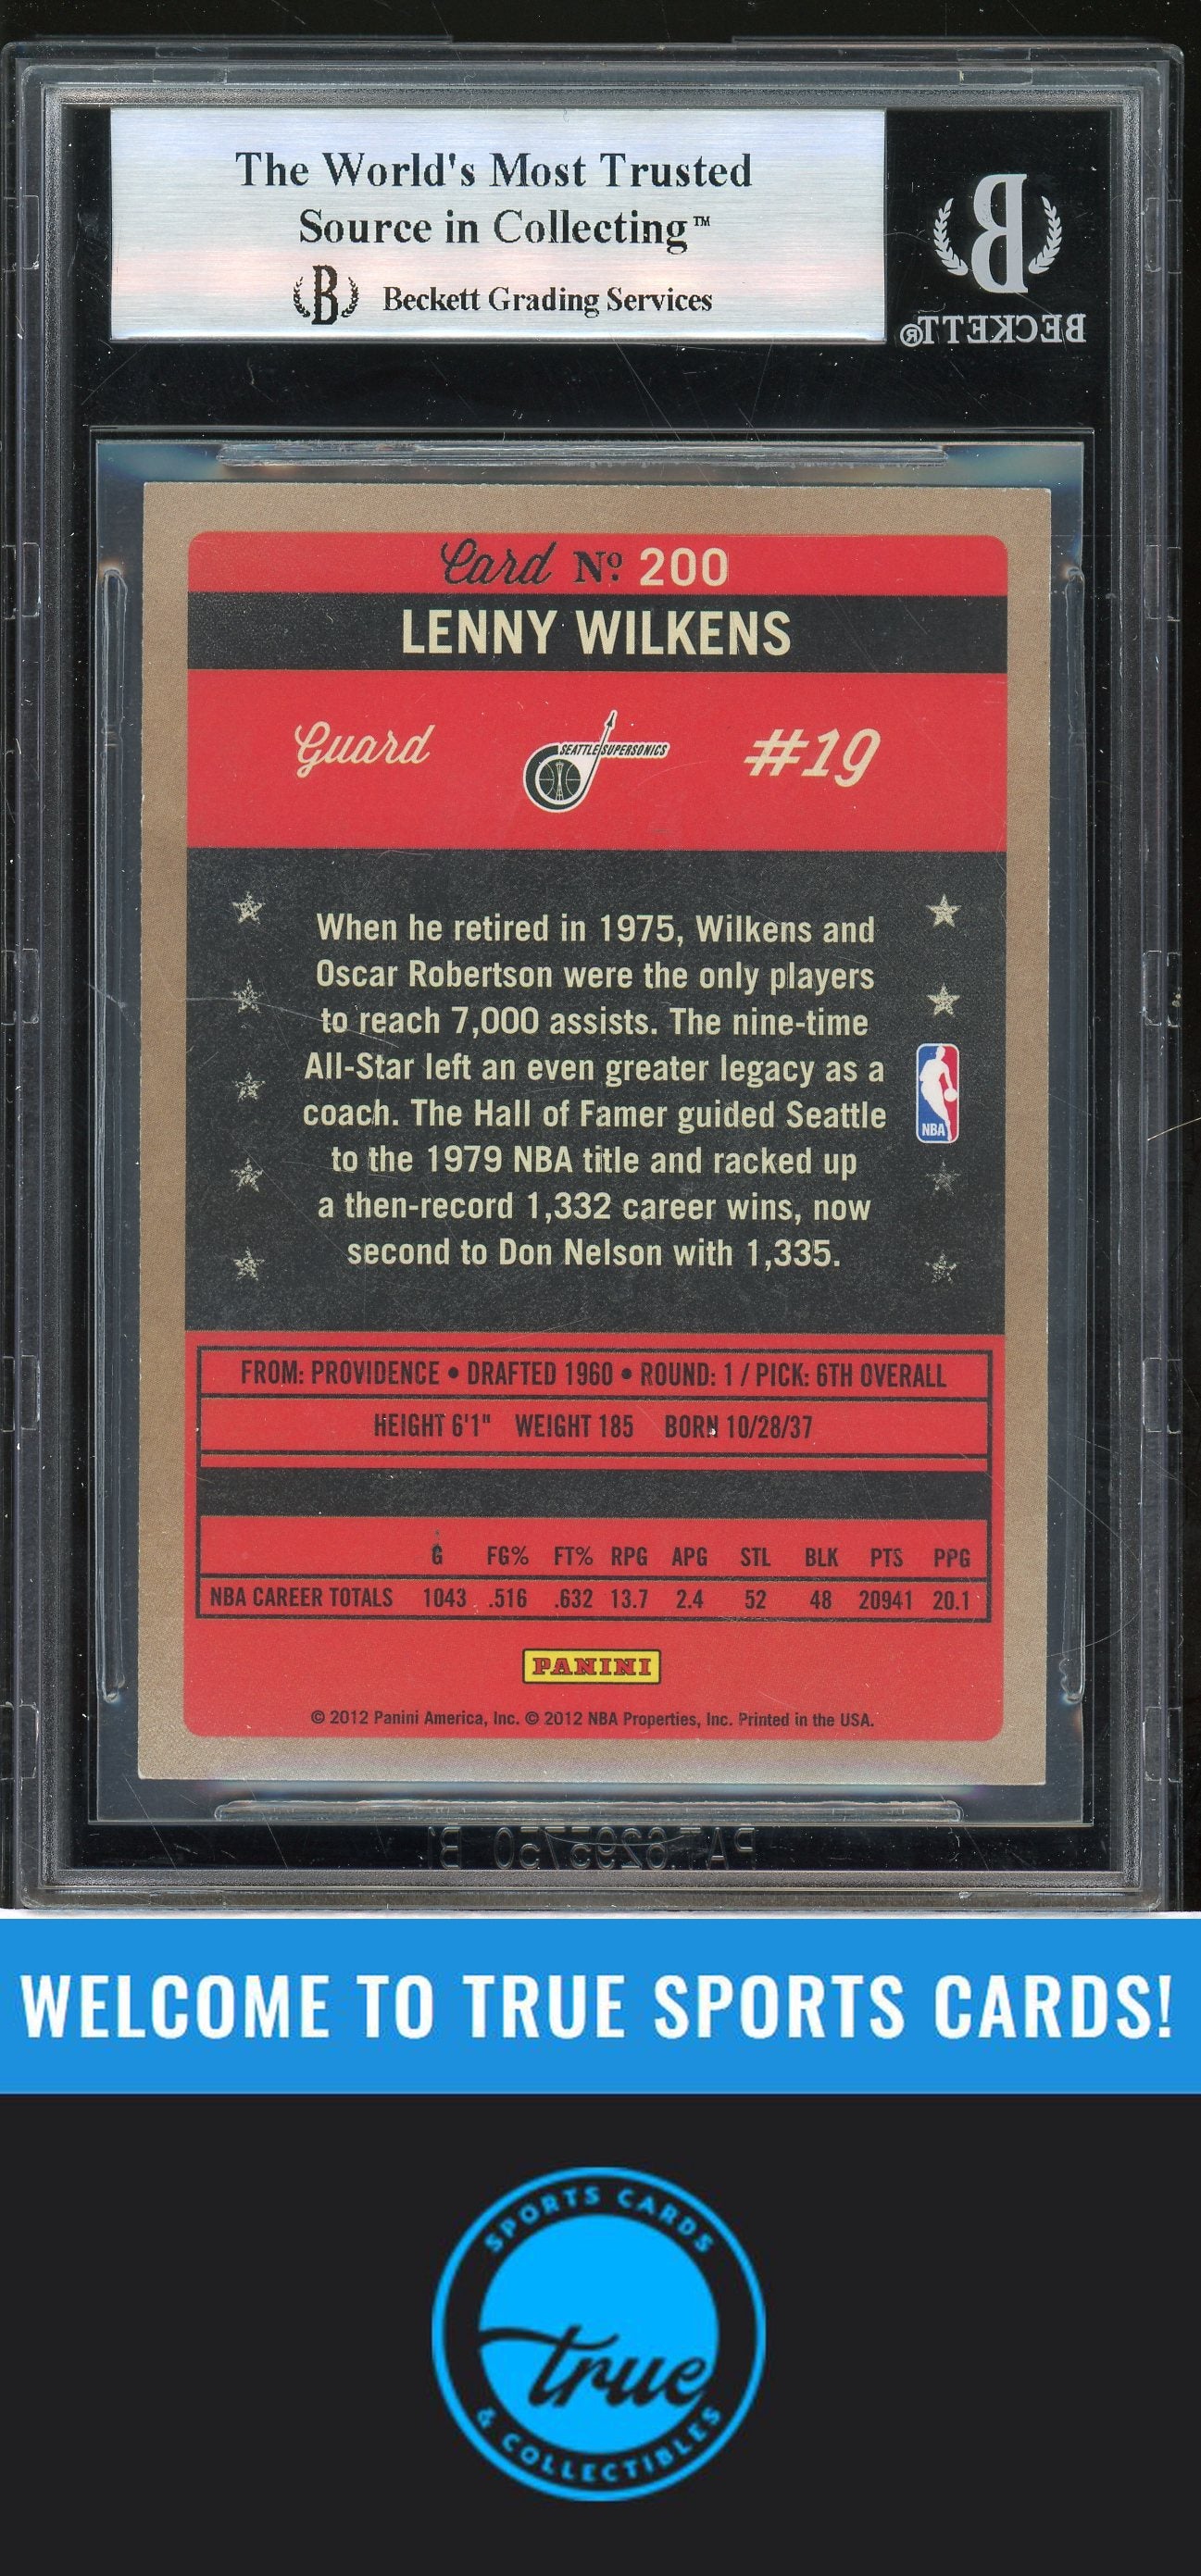 The World's Most Trusted
Source in Collecting™
B Beckett Grading Services
B
BECKETT®
Card Nº 200
LENNY WILKENS
Guard
SEATTLE SUPERSONICS
#19
When he retired in 1975, Wilkens and
Oscar Robertson were the only players
to reach 7,000 assists. The nine-time
All-Star left an even greater legacy as a
coach. The Hall of Famer guided Seattle
to the 1979 NBA title and racked up
a then-record 1,332 career wins, now
second to Don Nelson with 1,335.
NBA
FROM: PROVIDENCE • DRAFTED 1960 • ROUND: 1 / PICK: 6TH OVERALL
HEIGHT 6'1" WEIGHT 185 BORN 10/28/37
G FG% FT% RPG APG STL BLK PTS PPG
NBA CAREER TOTALS 1043 .516 .632 13.7 2.4 52 48 20941 20.1
PANINI
© 2012 Panini America, Inc. © 2012 NBA Properties, Inc. Printed in the USA.
WELCOME TO TRUE SPORTS CARDS!
SPORTS CARDS
true
& COLLECTIBLES